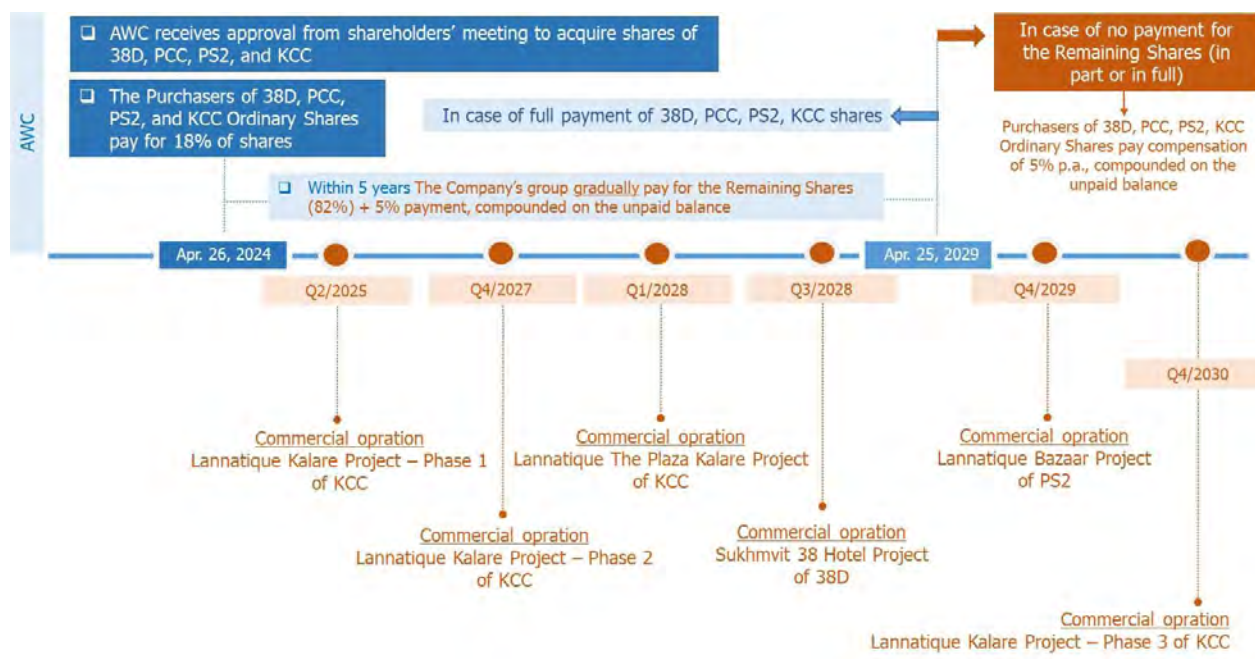 AWC
❑ AWC receives approval from shareholders' meeting to acquire shares of
38D, PCC, PS2, and KCC
❑ The Purchasers of 38D, PCC,
PS2, and KCC Ordinary Shares
pay for 18% of shares
In case of full payment of 38D, PCC, PS2, KCC shares
In case of no payment for
the Remaining Shares (in
part or in full)
Purchasers of 38D, PCC, PS2, KCC
Ordinary Shares pay compensation
of 5% p.a., compounded on the
unpaid balance
❑ Within 5 years The Company's group gradually pay for the Remaining Shares
(82%) + 5% payment, compounded on the unpaid balance
Apr. 26, 2024
Apr. 25, 2029
Q2/2025
Q4/2027
Q1/2028
Q3/2028
Q4/2029
Q4/2030
Commercial opration
Lannatique Kalare Project – Phase 1
of KCC
Commercial opration
Lannatique Kalare Project – Phase 2
of KCC
Commercial opration
Lannatique The Plaza Kalare Project
of KCC
Commercial opration
Sukhmvit 38 Hotel Project
of 38D
Commercial opration
Lannatique Bazaar Project
of PS2
Commercial opration
Lannatique Kalare Project – Phase 3 of KCC